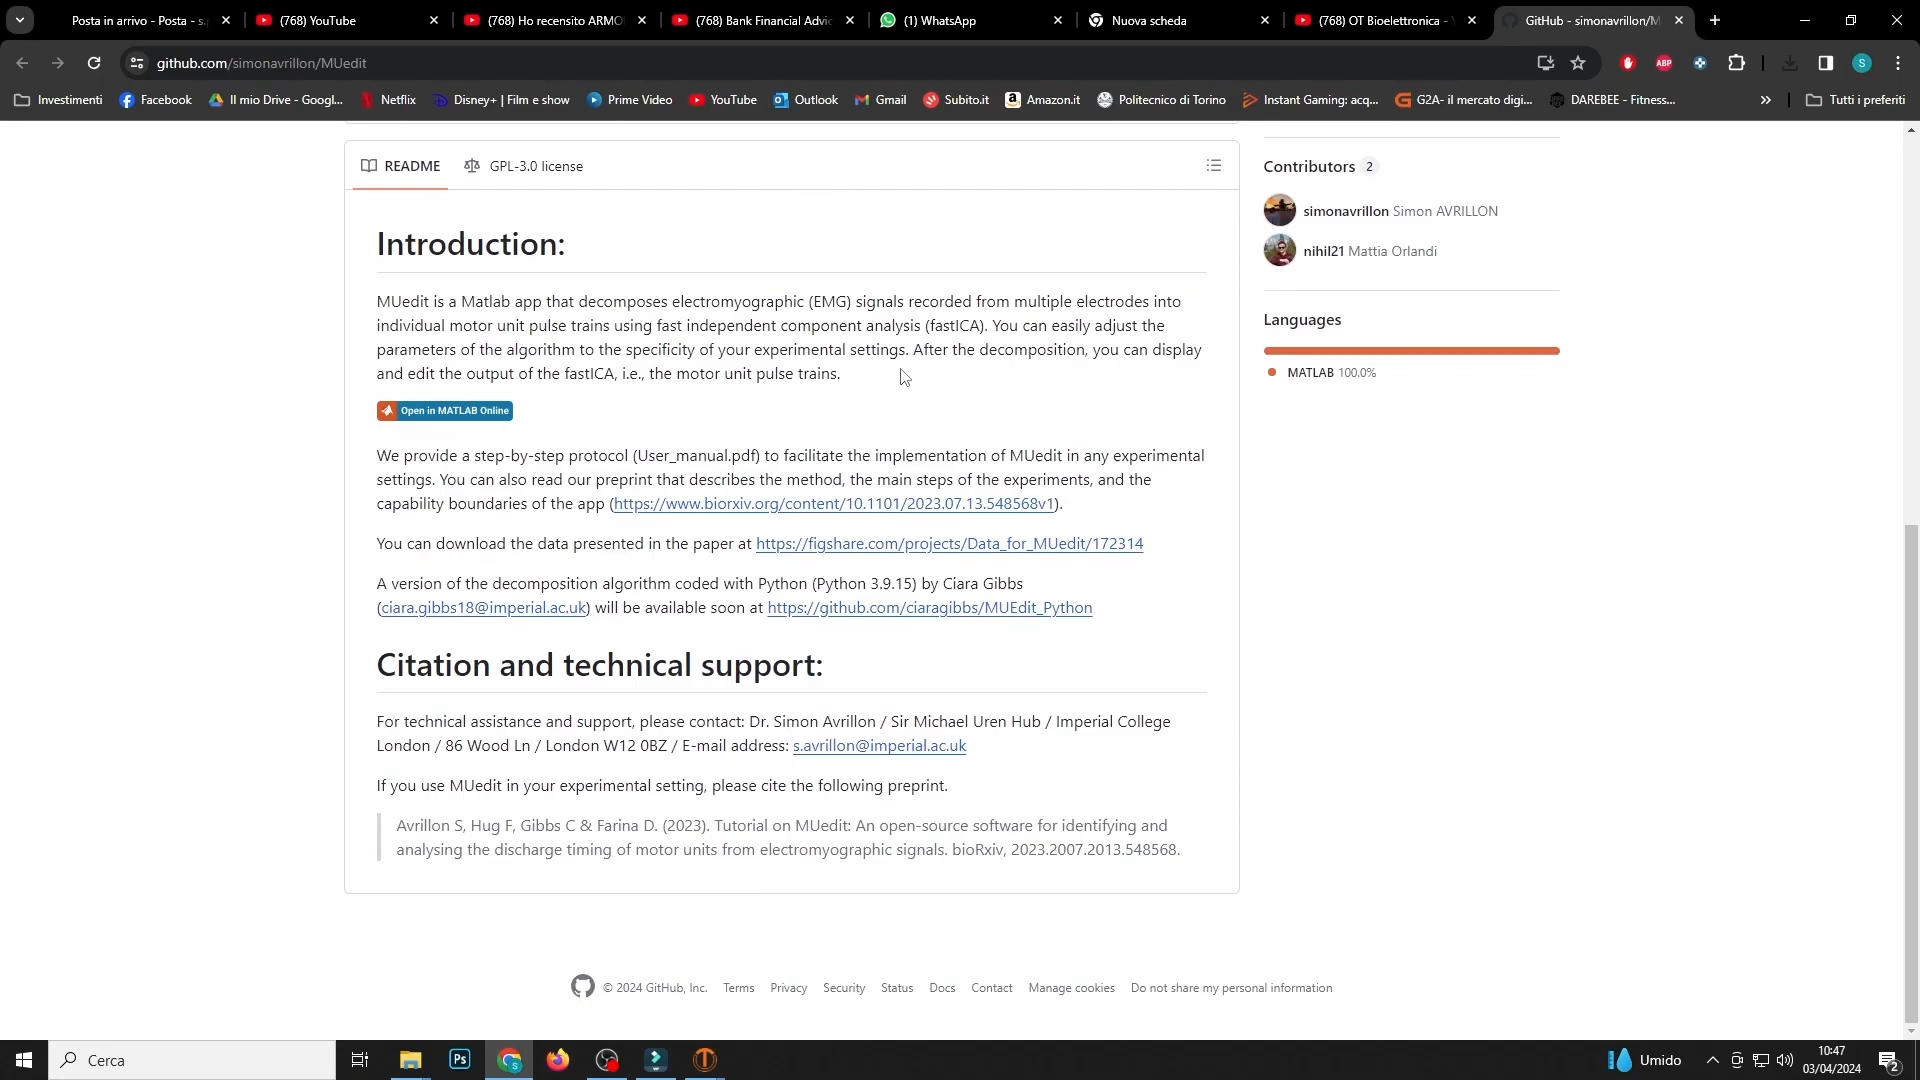 Posta in arrivo - Posta - s.p
(768) YouTube
(768) Ho recensito ARMO
(768) Bank Financial Advic
(1) WhatsApp
Nuova scheda
(768) OT Bioelettronica - Y
GitHub - simonavrillon/M
github.com/simonavrillon/MUedit
ABP
S
Investimenti
Facebook
Il mio Drive - Googl...
Netflix
Disney+ | Film e show
Prime Video
YouTube
Outlook
Gmail
Subito.it
Amazon.it
Politecnico di Torino
Instant Gaming: acq...
G2A- il mercato digi...
DAREBEE - Fitness...
Tutti i preferiti
README
GPL-3.0 license
Introduction:
MUedit is a Matlab app that decomposes electromyographic (EMG) signals recorded from multiple electrodes into
individual motor unit pulse trains using fast independent component analysis (fastICA). You can easily adjust the
parameters of the algorithm to the specificity of your experimental settings. After the decomposition, you can display
and edit the output of the fastICA, i.e., the motor unit pulse trains.
Open in MATLAB Online
We provide a step-by-step protocol (User_manual.pdf) to facilitate the implementation of MUedit in any experimental
settings. You can also read our preprint that describes the method, the main steps of the experiments, and the
capability boundaries of the app (https://www.biorxiv.org/content/10.1101/2023.07.13.548568v1).
You can download the data presented in the paper at https://figshare.com/projects/Data_for_MUedit/172314
A version of the decomposition algorithm coded with Python (Python 3.9.15) by Ciara Gibbs
(ciara.gibbs18@imperial.ac.uk) will be available soon at https://github.com/ciaragibbs/MUEdit_Python
Citation and technical support:
For technical assistance and support, please contact: Dr. Simon Avrillon / Sir Michael Uren Hub / Imperial College
London / 86 Wood Ln / London W12 0BZ / E-mail address: s.avrillon@imperial.ac.uk
If you use MUedit in your experimental setting, please cite the following preprint.
Avrillon S, Hug F, Gibbs C & Farina D. (2023). Tutorial on MUedit: An open-source software for identifying and
analysing the discharge timing of motor units from electromyographic signals. bioRxiv, 2023.2007.2013.548568.
Contributors 2
simonavrillon Simon AVRILLON
nihil21 Mattia Orlandi
Languages
MATLAB 100.0%
© 2024 GitHub, Inc.
Terms
Privacy
Security
Status
Docs
Contact
Manage cookies
Do not share my personal information
Cerca
Ps
Umido
10:47
03/04/2024
2